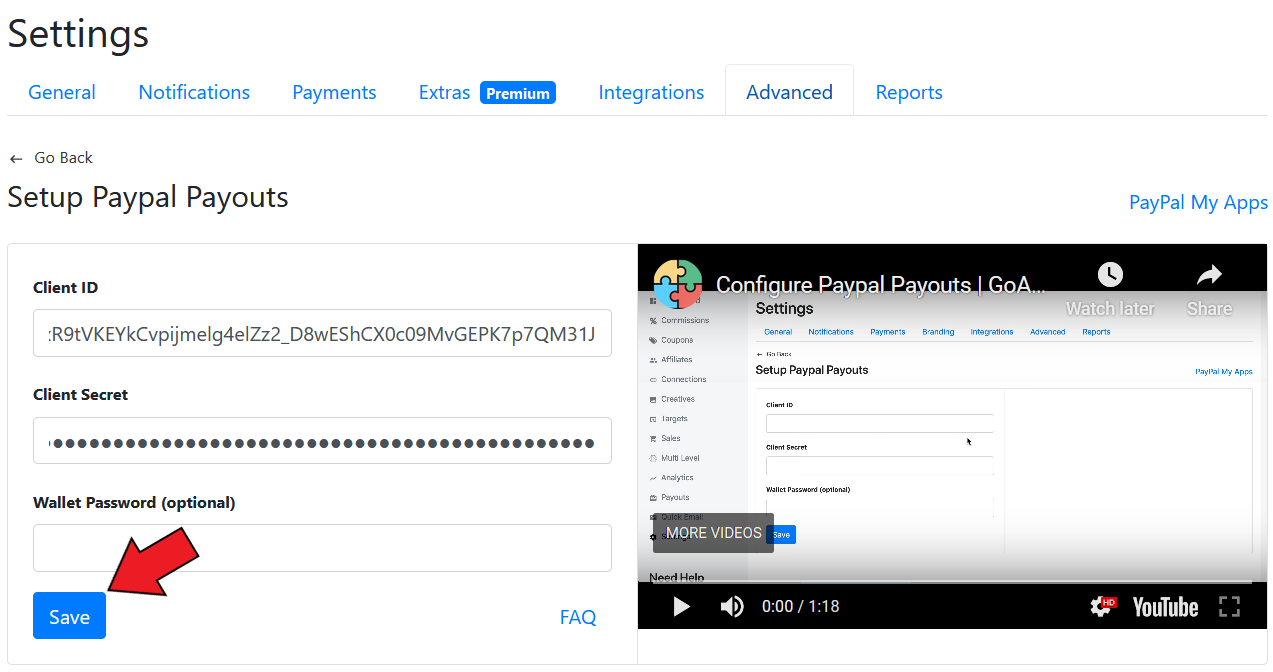 Settings
General Notifications Payments Extras Premium Integrations Advanced Reports
← Go Back
Setup Paypal Payouts
PayPal My Apps
Client ID
R9tVKEYkCvpijmelg4elZz2_D8wEShCX0c09MvGEPK7p7QM31J
Client Secret
Wallet Password (optional)
Save
FAQ
Configure Paypal Payouts | GoA...
Watch later
Share
Settings
General Notifications Payments Branding Integrations Advanced Reports
← Go Back
Setup Paypal Payouts
PayPal My Apps
Commissions
Coupons
Affiliates
Connections
Creatives
Targets
Sales
Multi Level
Analytics
Payouts
Quick Email
Client ID
Client Secret
Wallet Password (optional)
Save
MORE VIDEOS
Need Help
0:00 / 1:18
HD
YouTube